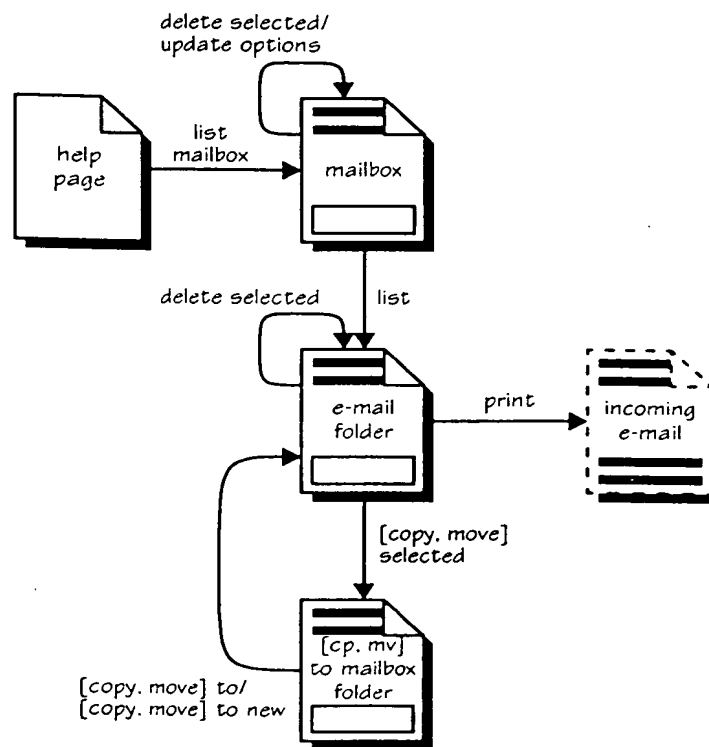 delete selected/
update options
help
page
list
mailbox
mailbox
delete selected
list
e-mail
folder
print
incoming
e-mail
[copy, move]
selected
[cp, mv]
to mailbox
folder
[copy, move] to/
[copy, move] to new